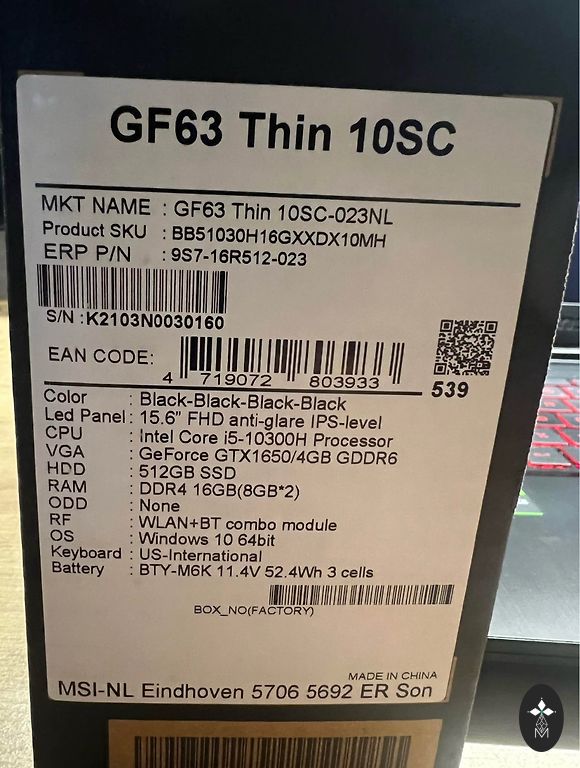 GF63 Thin 10SC
MKT NAME : GF63 Thin 10SC-023NL
Product SKU : BB51030H16GXXDX10MH
ERP P/N : 9S7-16R512-023
S/N :K2103N0030160
EAN CODE:
4 719072 803933
539
Color : Black-Black-Black-Black
Led Panel : 15.6" FHD anti-glare IPS-level
CPU : Intel Core i5-10300H Processor
VGA : GeForce GTX1650/4GB GDDR6
HDD : 512GB SSD
RAM : DDR4 16GB(8GB*2)
ODD : None
RF : WLAN+BT combo module
OS : Windows 10 64bit
Keyboard : US-International
Battery : BTY-M6K 11.4V 52.4Wh 3 cells
BOX_NO(FACTORY)
MADE IN CHINA
MSI-NL Eindhoven 5706 5692 ER Son
M